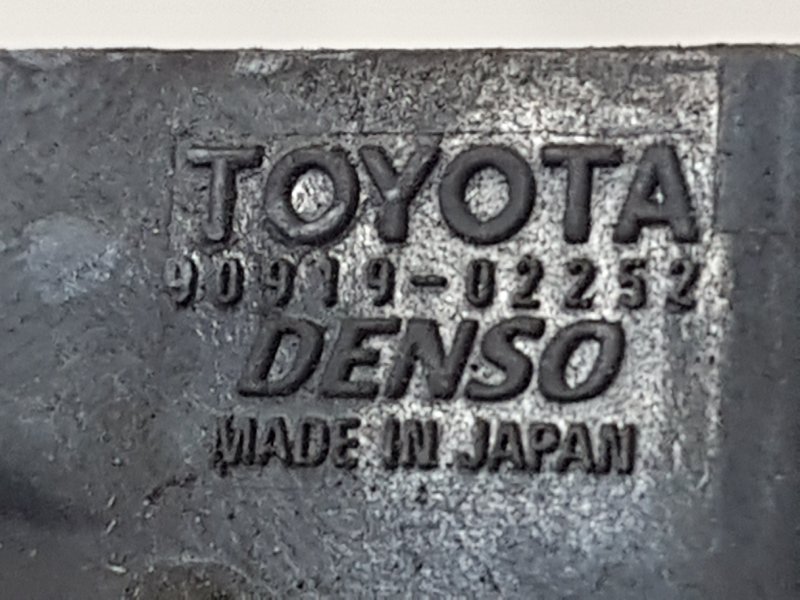 TOYOTA
90919-02252
DENSO
MADE IN JAPAN